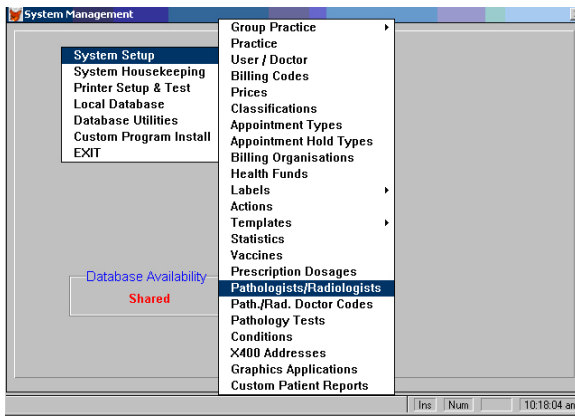 System Management
System Setup
System Housekeeping
Printer Setup & Test
Local Database
Database Utilities
Custom Program Install
EXIT
Group Practice
Practice
User / Doctor
Billing Codes
Prices
Classifications
Appointment Types
Appointment Hold Types
Billing Organisations
Health Funds
Labels
Actions
Templates
Statistics
Vaccines
Prescription Dosages
Pathologists/Radiologists
Path./Rad. Doctor Codes
Pathology Tests
Conditions
X400 Addresses
Graphics Applications
Custom Patient Reports
Database Availability
Shared
Ins
Num
10:18:04 am